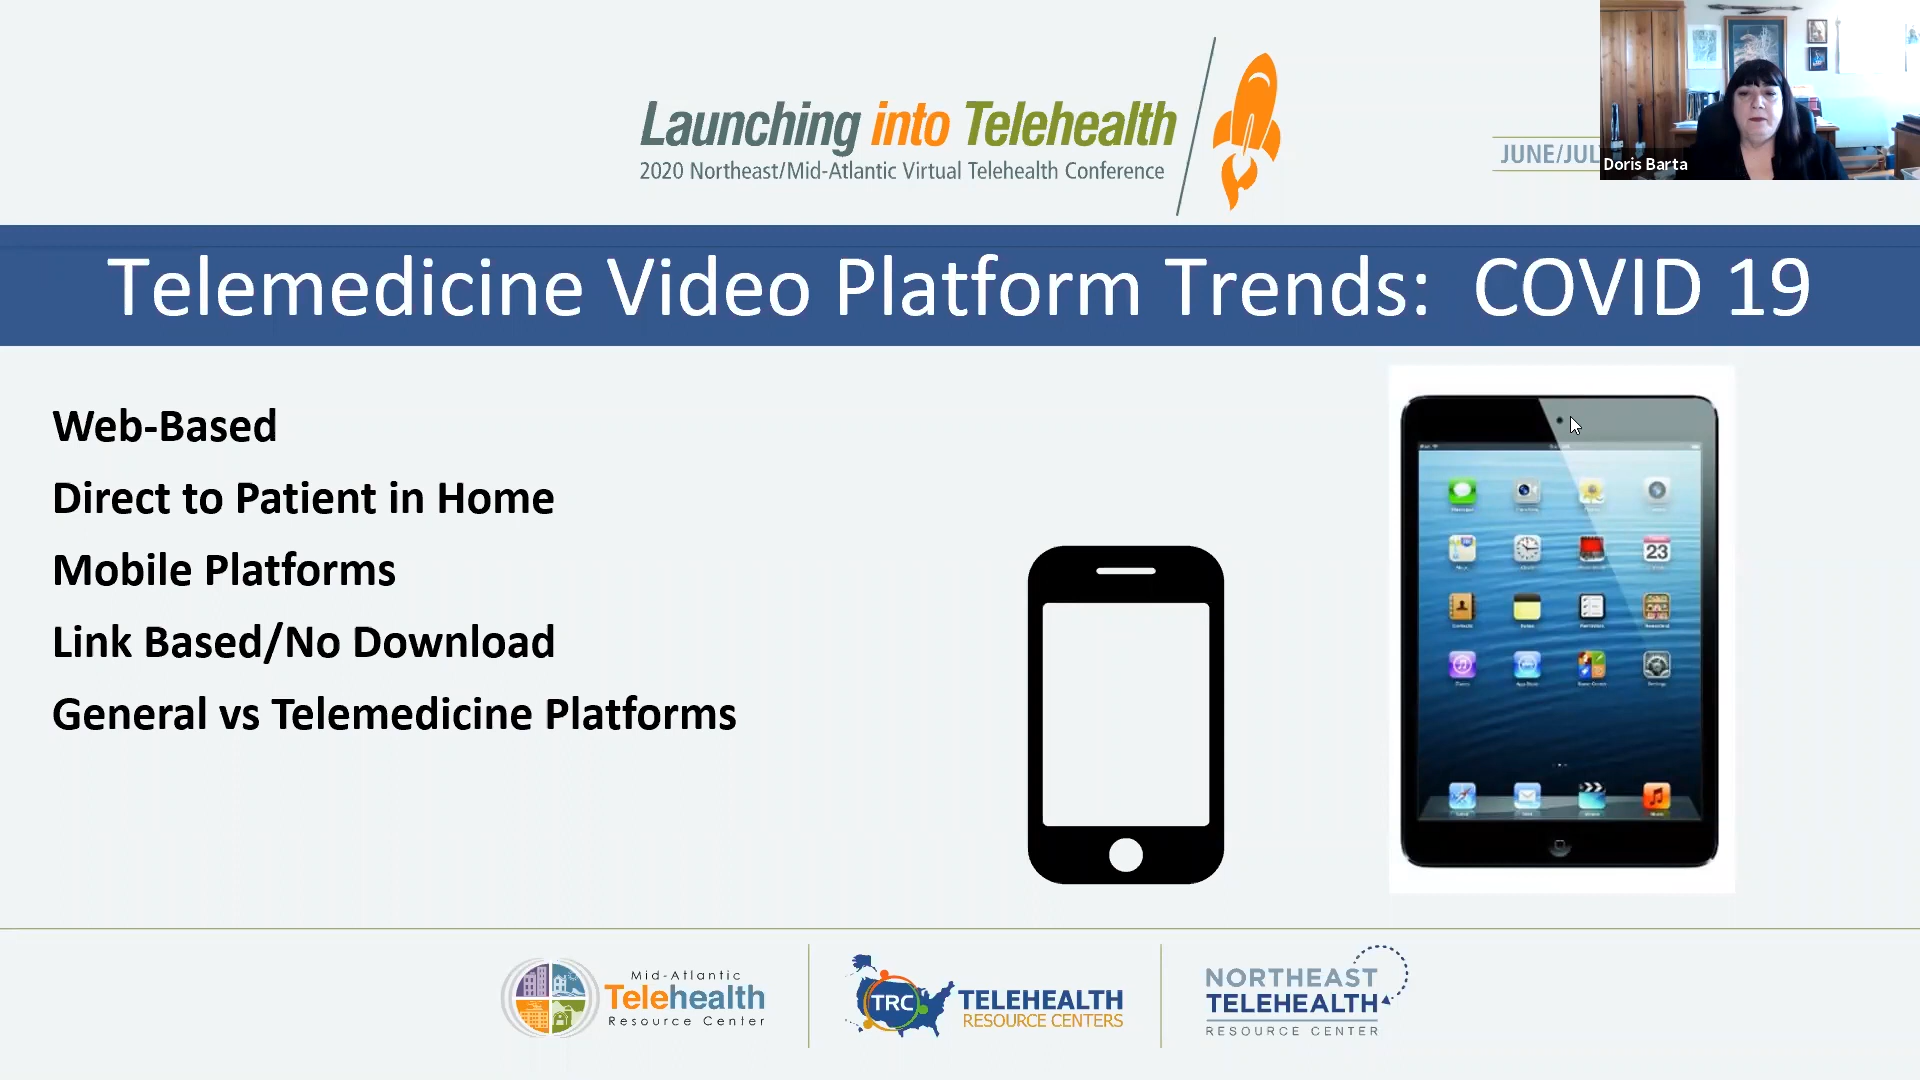 Launching into Telehealth
2020 Northeast/Mid-Atlantic Virtual Telehealth Conference
JUNE/JUL
Doris Barta
Telemedicine Video Platform Trends: COVID 19
Web-Based
Direct to Patient in Home
Mobile Platforms
Link Based/No Download
General vs Telemedicine Platforms
23
Mid-Atlantic
Telehealth
Resource Center
TRC
TELEHEALTH
RESOURCE CENTERS
NORTHEAST
TELEHEALTH
RESOURCE CENTER